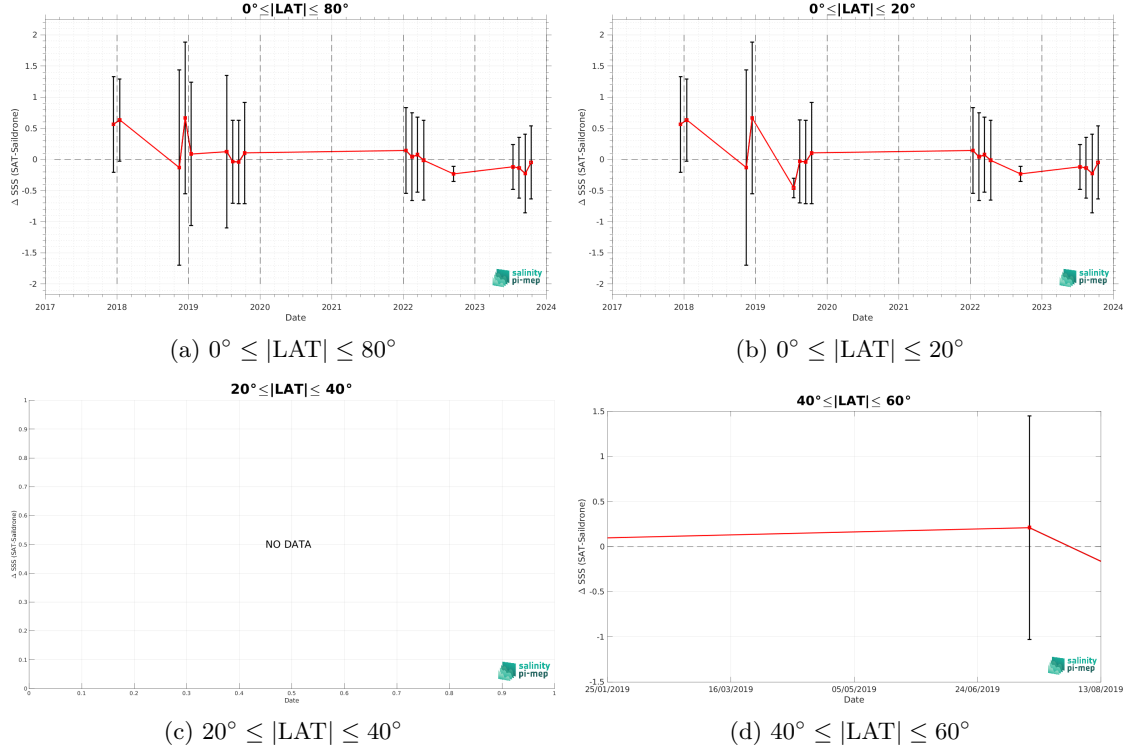 0°≤|LAT|≤ 80°
2
1.5
1
0.5
0
-0.5
-1
-1.5
-2
Δ SSS (SAT-Saildrone)
2017
2018
2019
2020
2022
2023
2024
Date
salinity
pi-mep
(a) 0° ≤ |LAT| ≤ 80°
0°≤|LAT|≤ 20°
2
1.5
1
0.5
0
-0.5
-1
-1.5
-2
Δ SSS (SAT-Saildrone)
2017
2018
2019
2020
2022
2023
2024
Date
salinity
pi-mep
(b) 0° ≤ |LAT| ≤ 20°
20°≤|LAT|≤ 40°
1
0.9
0.8
0.7
0.6
0.5
0.4
0.3
0.2
0.1
0
Δ SSS (SAT-Saildrone)
NO DATA
0
0.1
0.2
0.3
0.4
0.5
0.6
0.7
0.8
0.9
1
Date
salinity
pi-mep
(c) 20° ≤ |LAT| ≤ 40°
40°≤|LAT|≤ 60°
1.5
1
0.5
0
-0.5
-1
-1.5
Δ SSS (SAT-Saildrone)
25/01/2019
16/03/2019
05/05/2019
24/06/2019
13/08/2019
Date
salinity
pi-mep
(d) 40° ≤ |LAT| ≤ 60°